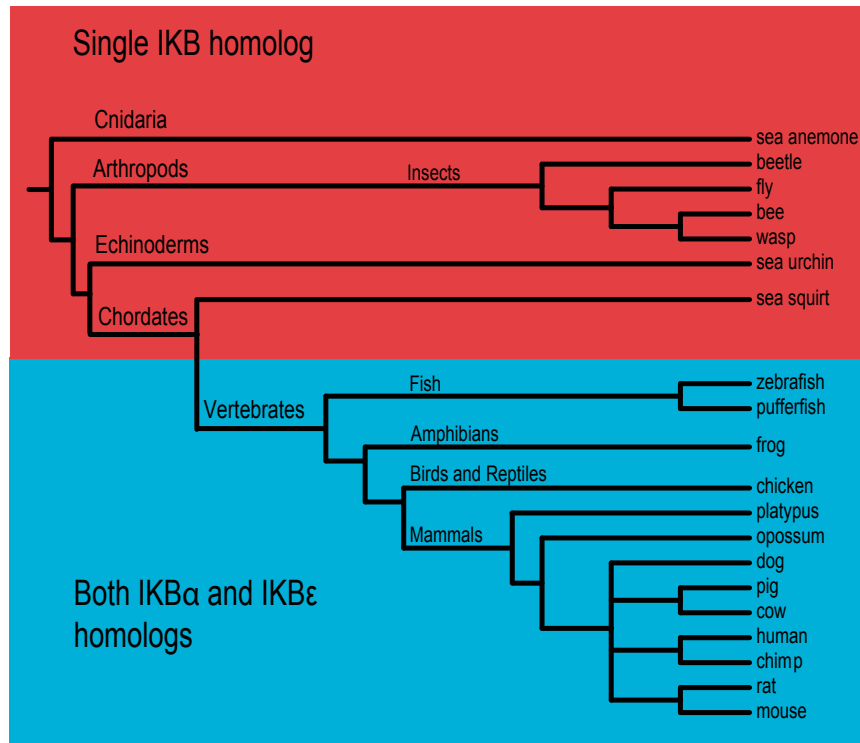 Single IKB homolog
Cnidaria
sea anemone
Arthropods
Insects
beetle
fly
bee
wasp
Echinoderms
sea urchin
Chordates
sea squirt
Fish
zebrafish
pufferfish
Vertebrates
Amphibians
frog
Birds and Reptiles
chicken
platypus
Mammals
opossum
dog
pig
cow
human
chimp
rat
mouse
Both IKBα and IKBε
homologs